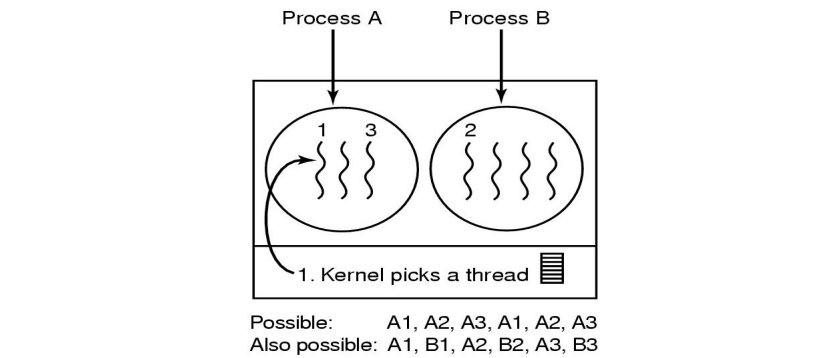 Process A Process B
1 3 2
1. Kernel picks a thread
Possible: A1, A2, A3, A1, A2, A3
Also possible: A1, B1, A2, B2, A3, B3